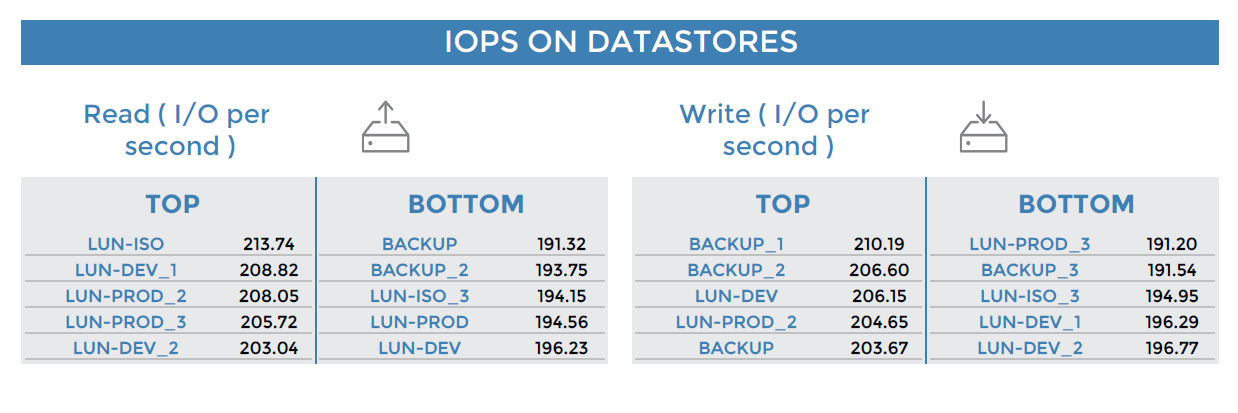 IOPS ON DATASTORES
Read ( I/O per
second )
Write ( I/O per
second )
TOP BOTTOM
LUN-ISO 213.74 BACKUP 191.32
LUN-DEV_1 208.82 BACKUP_2 193.75
LUN-PROD_2 208.05 LUN-ISO_3 194.15
LUN-PROD_3 205.72 LUN-PROD 194.56
LUN-DEV_2 203.04 LUN-DEV 196.23
TOP BOTTOM
BACKUP_1 210.19 LUN-PROD_3 191.20
BACKUP_2 206.60 BACKUP_3 191.54
LUN-DEV 206.15 LUN-ISO_3 194.95
LUN-PROD_2 204.65 LUN-DEV_1 196.29
BACKUP 203.67 LUN-DEV_2 196.77